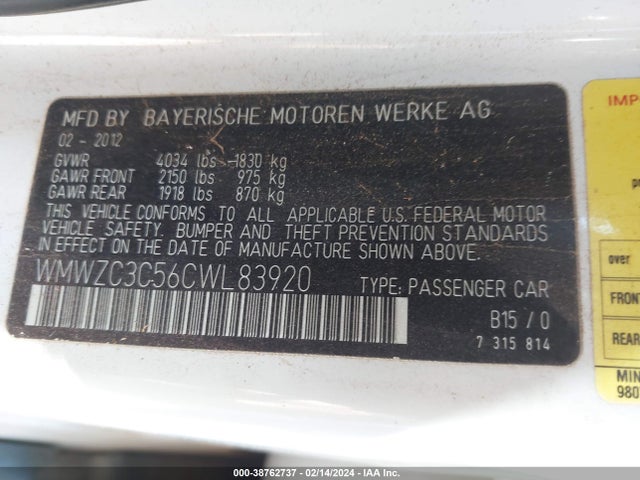 MFD BY BAYERISCHE MOTOREN WERKE AG
02 - 2012
GVWR 4034 lbs - 1830 kg
GAWR FRONT 2150 lbs 975 kg
GAWR REAR 1918 lbs 870 kg
THIS VEHICLE CONFORMS TO ALL APPLICABLE U.S. FEDERAL MOTOR
VEHICLE SAFETY, BUMPER AND THEFT PREVENTION STANDARDS
IN EFFECT ON THE DATE OF MANUFACTURE SHOWN ABOVE.
WMWZC3C56CWL83920 TYPE: PASSENGER CAR
B15 / 0
7 315 814
IMP
over
FRON
REAR
MIN
980
000-38762737 - 02/14/2024 - IAA Inc.